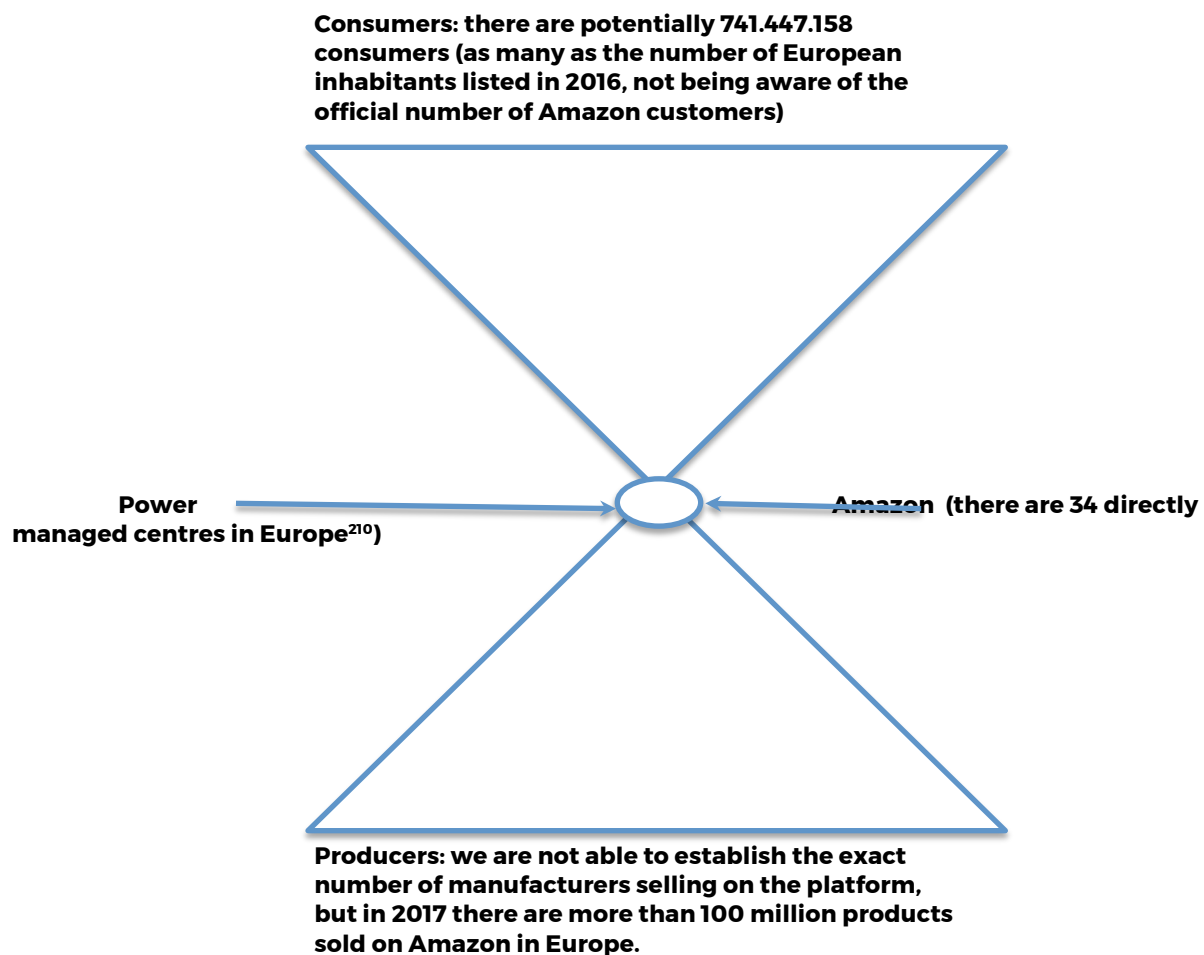 Consumers: there are potentially 741.447.158
consumers (as many as the number of European
inhabitants listed in 2016, not being aware of the
official number of Amazon customers)
Power Amazon (there are 34 directly
managed centres in Europe²¹⁰)
Producers: we are not able to establish the exact
number of manufacturers selling on the platform,
but in 2017 there are more than 100 million products
sold on Amazon in Europe.